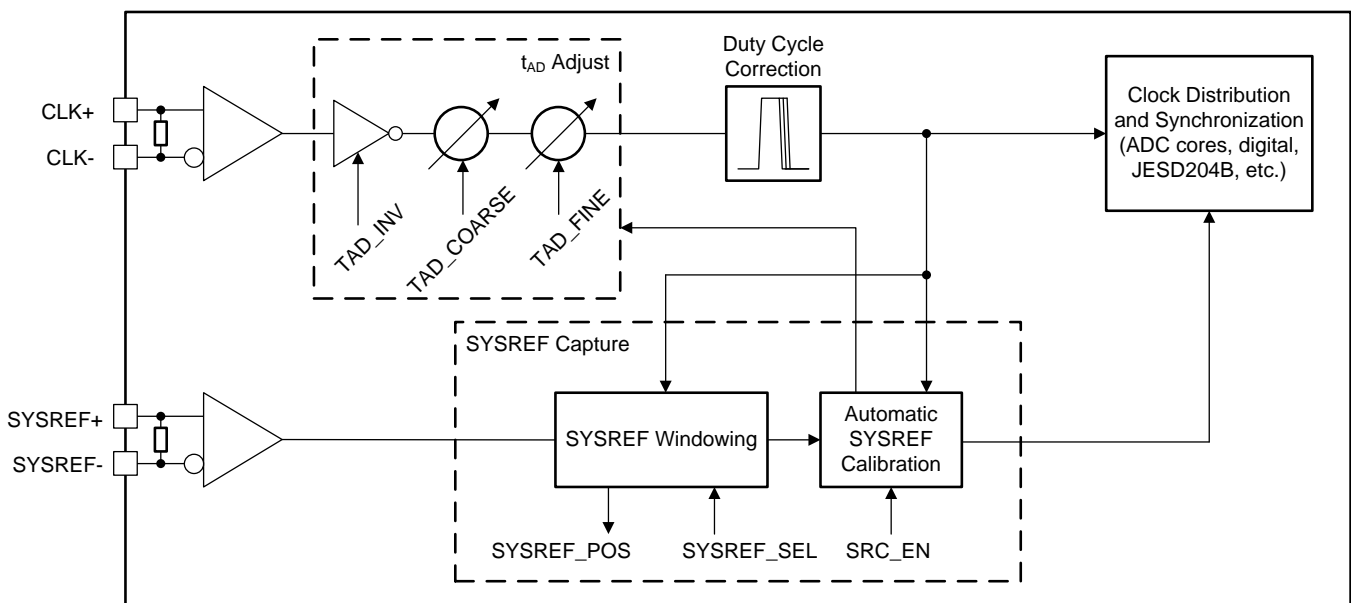 t_AD Adjust
Duty Cycle
Correction
Clock Distribution
and Synchronization
(ADC cores, digital,
JESD204B, etc.)
CLK+
CLK-
TAD_INV
TAD_COARSE
TAD_FINE
SYSREF Capture
SYSREF+
SYSREF-
SYSREF Windowing
Automatic
SYSREF
Calibration
SYSREF_POS
SYSREF_SEL
SRC_EN